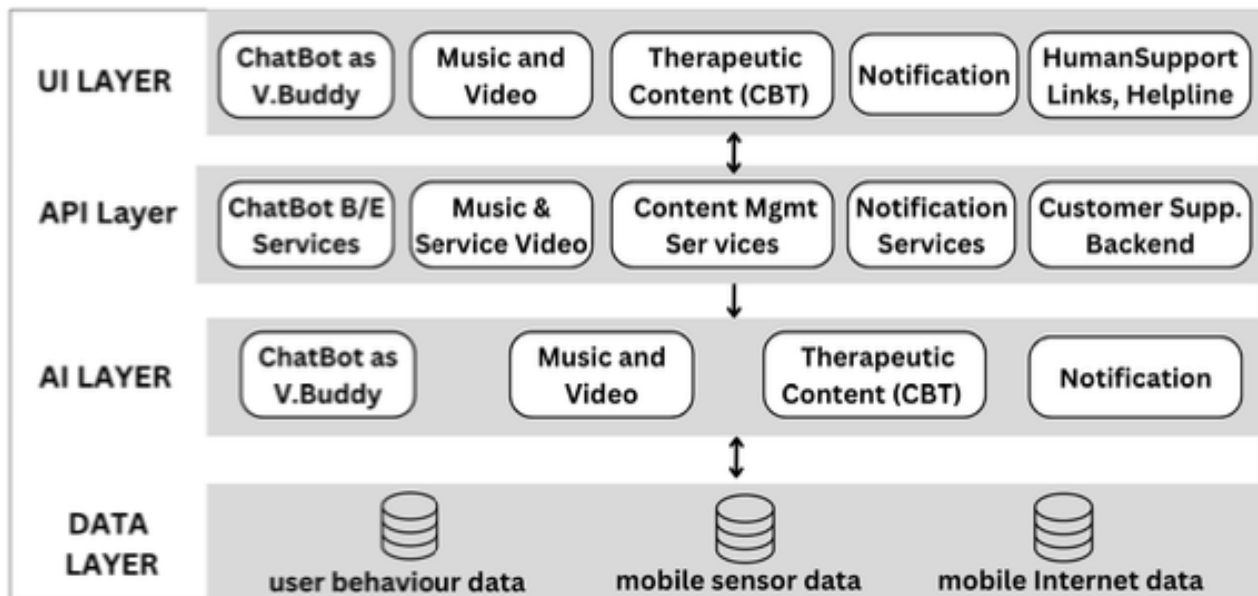 UI LAYER
ChatBot as
V.Buddy
Music and
Video
Therapeutic
Content (CBT)
Notification
HumanSupport
Links, Helpline
API Layer
ChatBot B/E
Services
Music &
Service Video
Content Mgmt
Ser vices
Notification
Services
Customer Supp.
Backend
AI LAYER
ChatBot as
V.Buddy
Music and
Video
Therapeutic
Content (CBT)
Notification
DATA
LAYER
user behaviour data
mobile sensor data
mobile Internet data